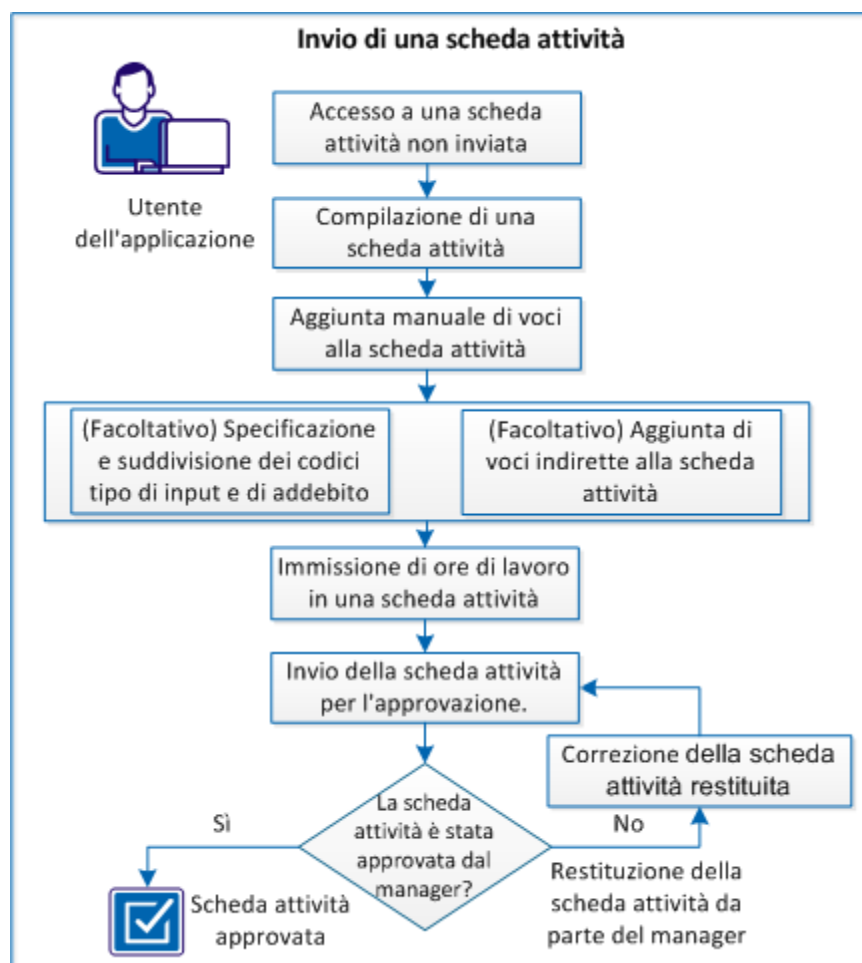 Invio di una scheda attività
Accesso a una scheda
attività non inviata
Utente
dell'applicazione
Compilazione di una
scheda attività
Aggiunta manuale di voci
alla scheda attività
(Facoltativo) Specificazione
e suddivisione dei codici
tipo di input e di addebito
(Facoltativo) Aggiunta di
voci indirette alla scheda
attività
Immissione di ore di lavoro
in una scheda attività
Invio della scheda attività
per l'approvazione.
Correzione della scheda
attività restituita
La scheda
attività è stata
approvata dal
manager?
Sì
No
Scheda attività
approvata
Restituzione della
scheda attività da
parte del manager